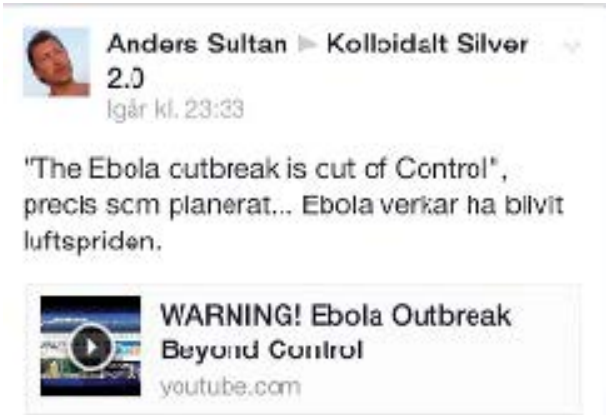 Anders Sultan ▶ Kolloidalt Silver
2.0
Igår kl. 23:33
"The Ebola outbreak is out of Control",
precis som planerat... Ebola verkar ha blivit
luftspriden.
WARNING! Ebola Outbreak
Beyond Control
youtube.com